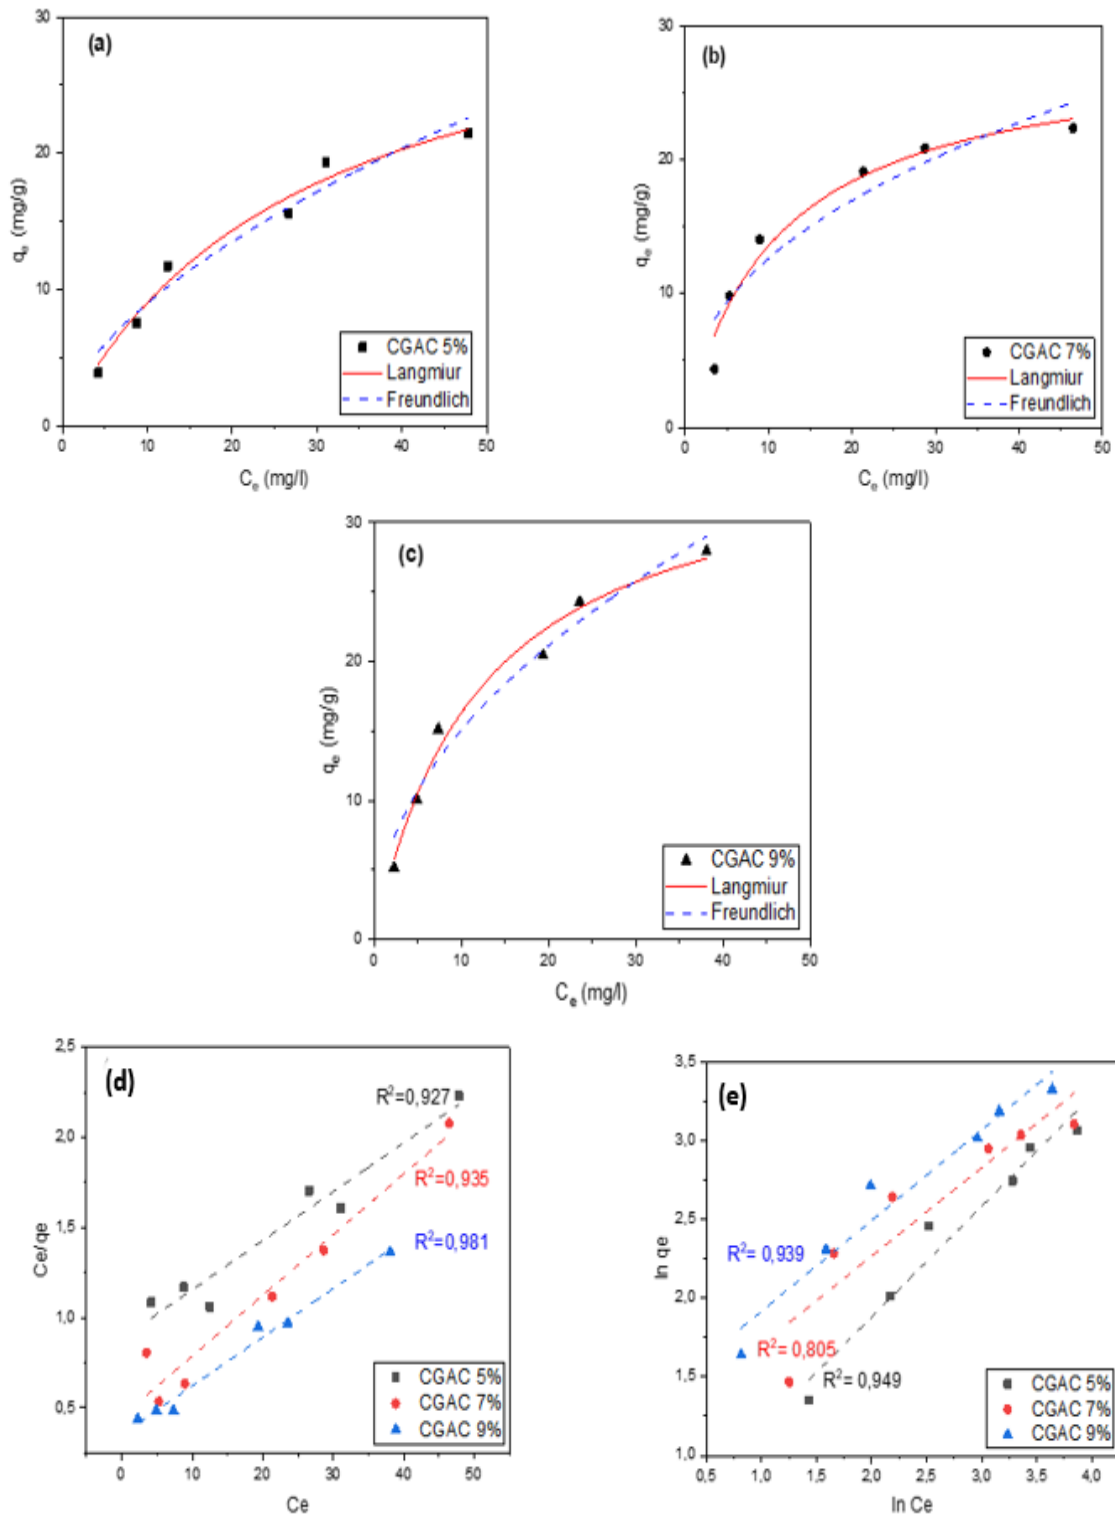 (a)
30
20
10
0
q_e (mg/g)
CGAC 5%
Langmiur
Freundlich
0 10 20 30 40 50
C_e (mg/l)
(b)
30
20
10
0
q_e (mg/g)
CGAC 7%
Langmiur
Freundlich
0 10 20 30 40 50
C_e (mg/l)
(c)
30
20
10
0
q_e (mg/g)
CGAC 9%
Langmiur
Freundlich
0 10 20 30 40 50
C_e (mg/l)
(d)
2,5
2,0
1,5
1,0
0,5
Ce/qe
R²=0,927
R²=0,935
R²=0,981
CGAC 5%
CGAC 7%
CGAC 9%
0 10 20 30 40 50
Ce
(e)
3,5
3,0
2,5
2,0
1,5
1,0
ln qe
R²= 0,939
R²= 0,805
R²= 0,949
CGAC 5%
CGAC 7%
CGAC 9%
0,5 1,0 1,5 2,0 2,5 3,0 3,5 4,0
ln Ce